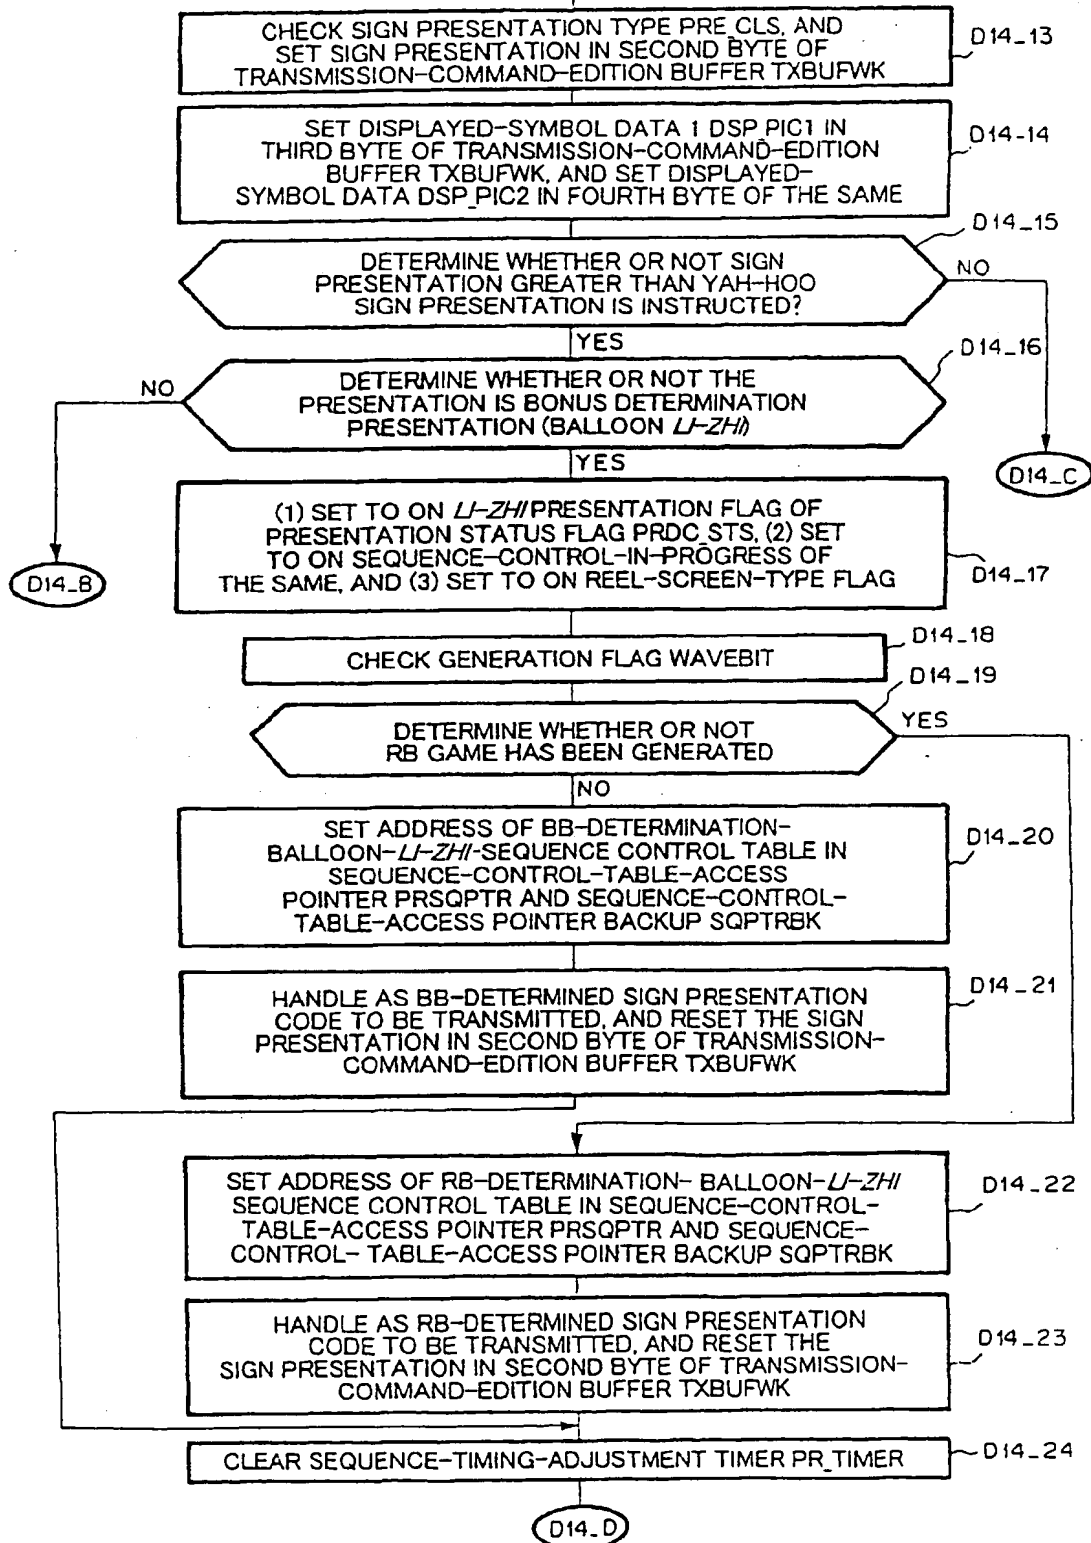 CHECK SIGN PRESENTATION TYPE PRE_CLS, AND
SET SIGN PRESENTATION IN SECOND BYTE OF
TRANSMISSION-COMMAND-EDITION BUFFER TXBUFWK
D14_13
SET DISPLAYED-SYMBOL DATA 1 DSP_PIC1 IN
THIRD BYTE OF TRANSMISSION-COMMAND-EDITION
BUFFER TXBUFWK, AND SET DISPLAYED-
SYMBOL DATA DSP_PIC2 IN FOURTH BYTE OF THE SAME
D14_14
D14_15
DETERMINE WHETHER OR NOT SIGN
PRESENTATION GREATER THAN YAH-HOO
SIGN PRESENTATION IS INSTRUCTED?
NO
YES
D14_16
DETERMINE WHETHER OR NOT THE
PRESENTATION IS BONUS DETERMINATION
PRESENTATION (BALLOON LI-ZHI)
NO
YES
D14_C
(1) SET TO ON LI-ZHI PRESENTATION FLAG OF
PRESENTATION STATUS FLAG PRDC_STS, (2) SET
TO ON SEQUENCE-CONTROL-IN-PROGRESS OF
THE SAME, AND (3) SET TO ON REEL-SCREEN-TYPE FLAG
D14_B
D14_17
D14_18
CHECK GENERATION FLAG WAVEBIT
D14_19
DETERMINE WHETHER OR NOT
RB GAME HAS BEEN GENERATED
YES
NO
SET ADDRESS OF BB-DETERMINATION-
BALLOON-LI-ZHI-SEQUENCE CONTROL TABLE IN
SEQUENCE-CONTROL-TABLE-ACCESS
POINTER PRSQPTR AND SEQUENCE-CONTROL-
TABLE-ACCESS POINTER BACKUP SQPTRBK
D14_20
HANDLE AS BB-DETERMINED SIGN PRESENTATION
CODE TO BE TRANSMITTED, AND RESET THE SIGN
PRESENTATION IN SECOND BYTE OF TRANSMISSION-
COMMAND-EDITION BUFFER TXBUFWK
D14_21
SET ADDRESS OF RB-DETERMINATION- BALLOON-LI-ZHI
SEQUENCE CONTROL TABLE IN SEQUENCE-CONTROL-
TABLE-ACCESS POINTER PRSQPTR AND SEQUENCE-
CONTROL- TABLE-ACCESS POINTER BACKUP SQPTRBK
D14_22
HANDLE AS RB-DETERMINED SIGN PRESENTATION
CODE TO BE TRANSMITTED, AND RESET THE
SIGN PRESENTATION IN SECOND BYTE OF TRANSMISSION-
COMMAND-EDITION BUFFER TXBUFWK
D14_23
CLEAR SEQUENCE-TIMING-ADJUSTMENT TIMER PR_TIMER
D14_24
D14_D